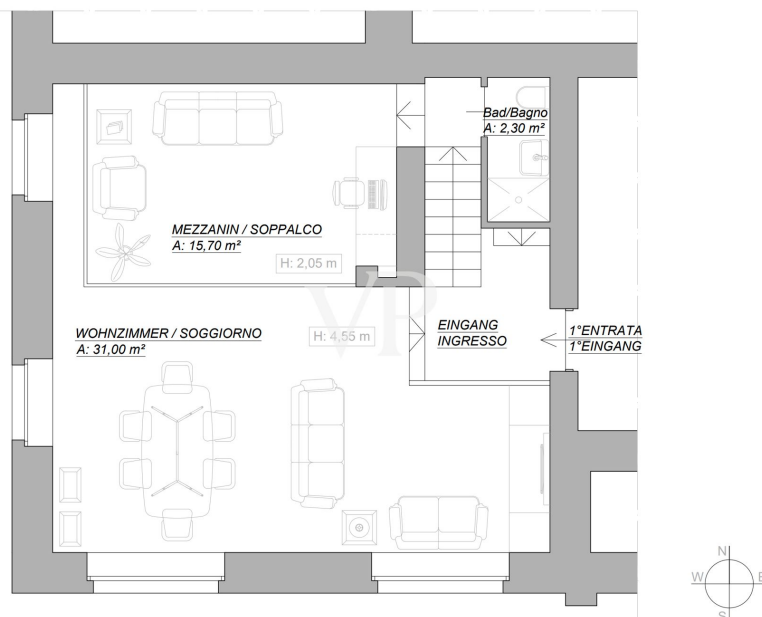 Bad/Bagno
A: 2,30 m²
MEZZANIN / SOPPALCO
A: 15,70 m²
H: 2,05 m
VP
WOHNZIMMER / SOGGIORNO
A: 31,00 m²
H: 4.55 m
EINGANG
INGRESSO
1°ENTRATA
1°EINGANG
N
W
E
S